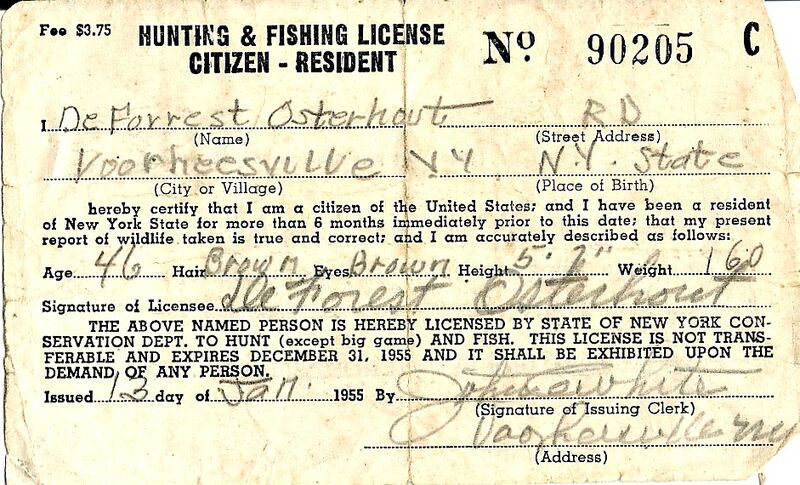 Fee $3.75 HUNTING & FISHING LICENSE Nº 90205 C
CITIZEN - RESIDENT
I DeForrest Osterhout RD
(Name) (Street Address)
Voorheesville NY N.Y. State
(City or Village) (Place of Birth)
hereby certify that I am a citizen of the United States; and I have been a resident
of New York State for more than 6 months immediately prior to this date; that my present
report of wildlife taken is true and correct; and I am accurately described as follows:
Age 46 Hair Brown Eyes Brown Height 5' 7" Weight 160
Signature of Licensee De Forest Osterhout
THE ABOVE NAMED PERSON IS HEREBY LICENSED BY STATE OF NEW YORK CON-
SERVATION DEPT. TO HUNT (except big game) AND FISH. THIS LICENSE IS NOT TRANS-
FERABLE AND EXPIRES DECEMBER 31, 1955 AND IT SHALL BE EXHIBITED UPON THE
DEMAND OF ANY PERSON.
Issued 13 day of Jan. 1955 By White
(Signature of Issuing Clerk)
(Address)